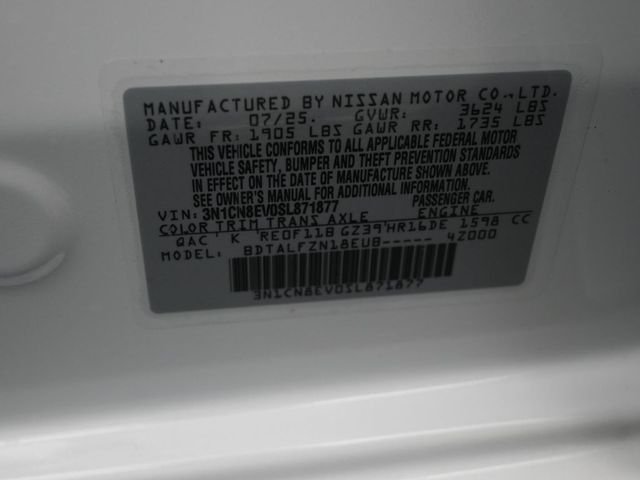 MANUFACTURED BY NISSAN MOTOR CO.,LTD.
DATE: 07/25. GVWR: 3624 LBS
GAWR FR: 1905 LBS GAWR RR: 1735 LBS
THIS VEHICLE CONFORMS TO ALL APPLICABLE FEDERAL MOTOR
VEHICLE SAFETY, BUMPER AND THEFT PREVENTION STANDARDS
IN EFFECT ON THE DATE OF MANUFACTURE SHOWN ABOVE.
SEE OWNERS MANUAL FOR ADDITIONAL INFORMATION.
VIN: 3N1CN8EV0SL871877 PASSENGER CAR.
COLOR TRIM TRANS AXLE ENGINE
QAC K RE0F11B GZ39 HR16DE 1598 CC
MODEL: BDTALFZN18EUB----- 42000
3N1CN8EV0SL871877